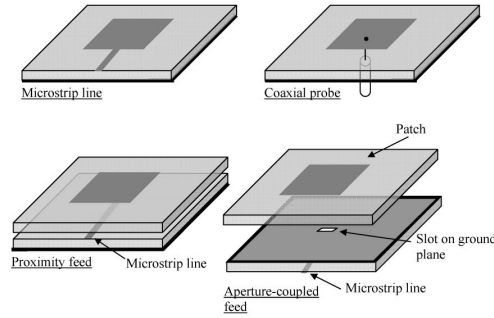 Microstrip line
Coaxial probe
Patch
Slot on ground
plane
Microstrip line
Proximity feed
Microstrip line
Aperture-coupled
feed